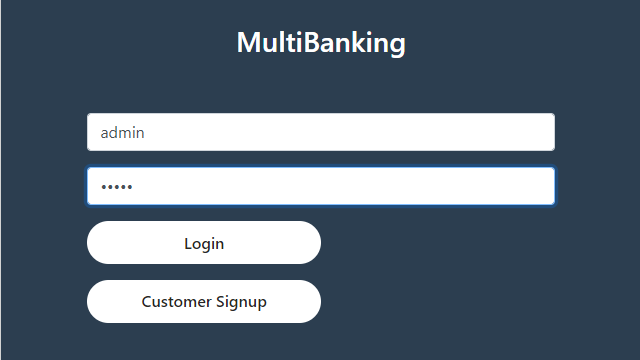 MultiBanking
admin
•••••
Login
Customer Signup